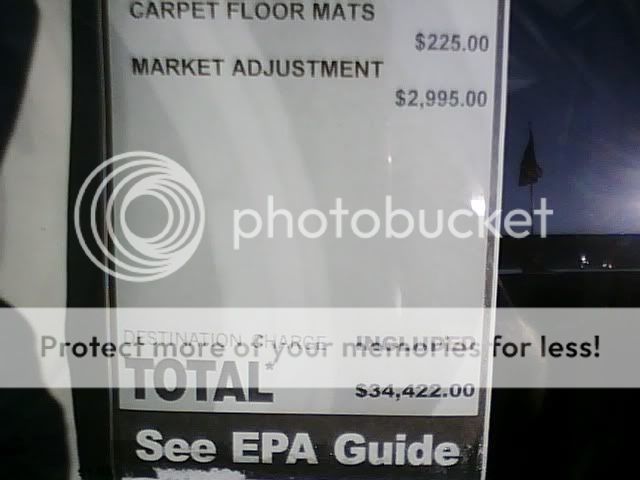 CARPET FLOOR MATS
$225.00
MARKET ADJUSTMENT
$2,995.00
photobucket
DESTINATION CHARGE INCLUDED
Protect more of your memories for less!
TOTAL* $34,422.00
See EPA Guide